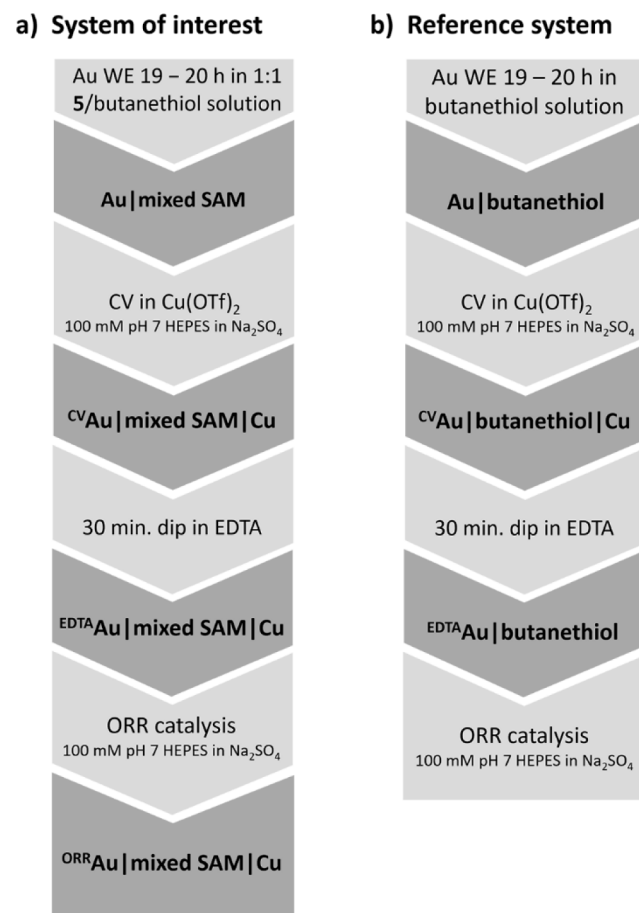 a) System of interest
Au WE 19 – 20 h in 1:1
5/butanethiol solution
Au|mixed SAM
CV in Cu(OTf)₂
100 mM pH 7 HEPES in Na₂SO₄
ᶜⱽAu|mixed SAM|Cu
30 min. dip in EDTA
ᴱᴰᵀᴬAu|mixed SAM|Cu
ORR catalysis
100 mM pH 7 HEPES in Na₂SO₄
ᴼᴿᴿAu|mixed SAM|Cu
b) Reference system
Au WE 19 – 20 h in
butanethiol solution
Au|butanethiol
CV in Cu(OTf)₂
100 mM pH 7 HEPES in Na₂SO₄
ᶜⱽAu|butanethiol|Cu
30 min. dip in EDTA
ᴱᴰᵀᴬAu|butanethiol
ORR catalysis
100 mM pH 7 HEPES in Na₂SO₄